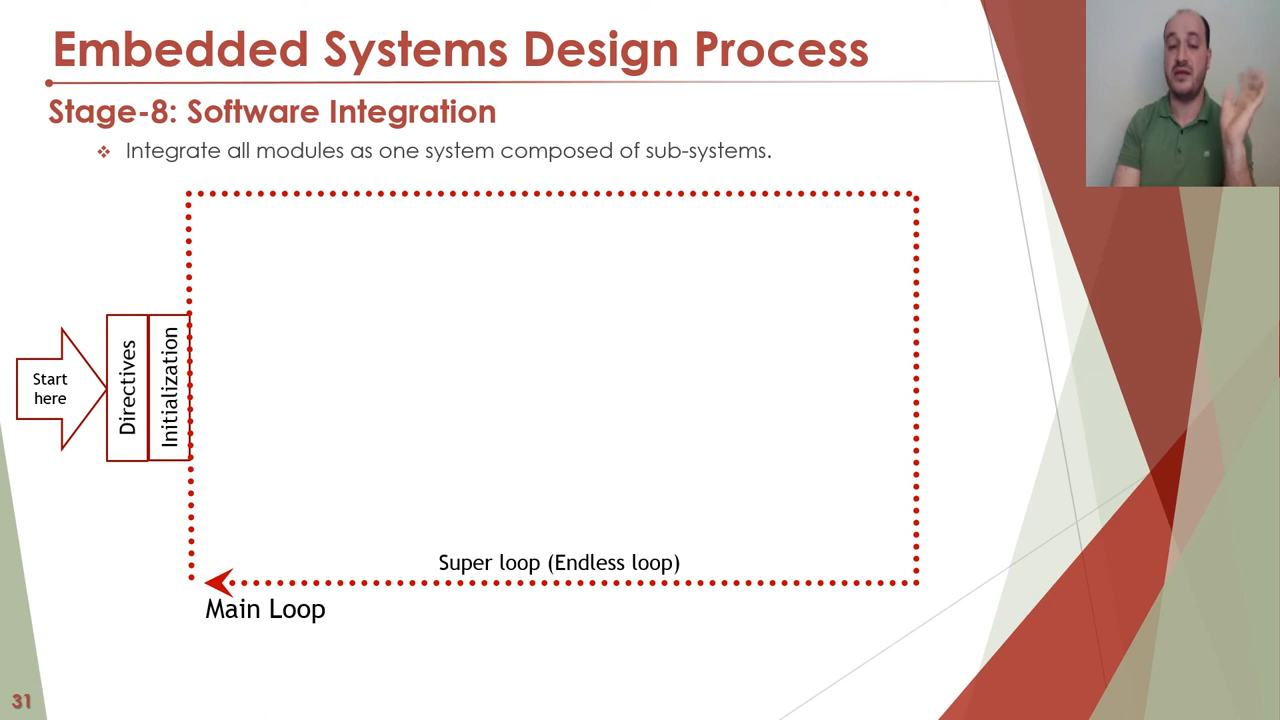 Embedded Systems Design Process
Stage-8: Software Integration
Integrate all modules as one system composed of sub-systems.
Start
here
Directives
Initialization
Super loop (Endless loop)
Main Loop
31